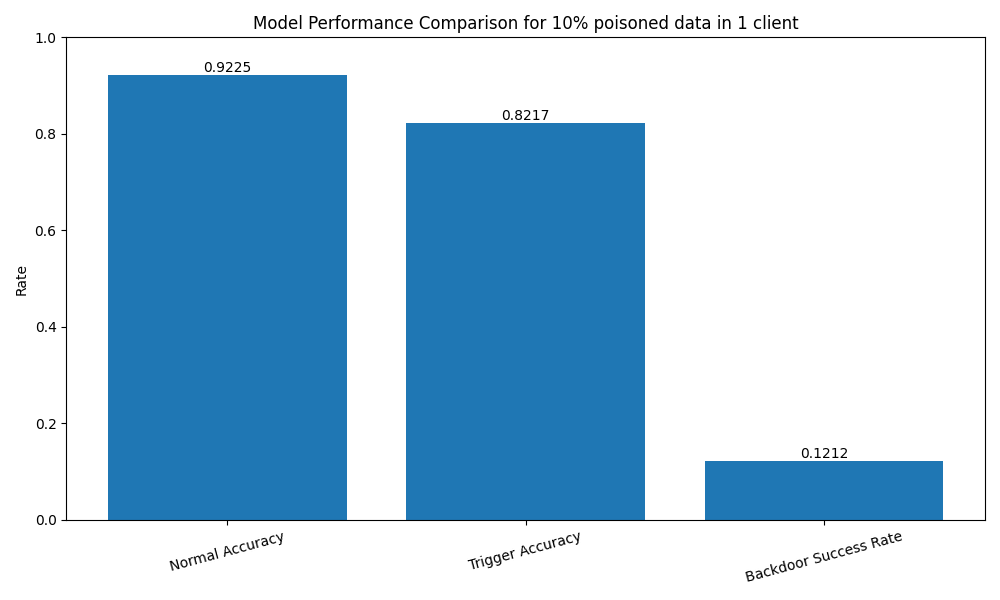 Model Performance Comparison for 10% poisoned data in 1 client
1.0
0.8
0.6
0.4
0.2
0.0
Rate
0.9225
0.8217
0.1212
Normal Accuracy
Trigger Accuracy
Backdoor Success Rate